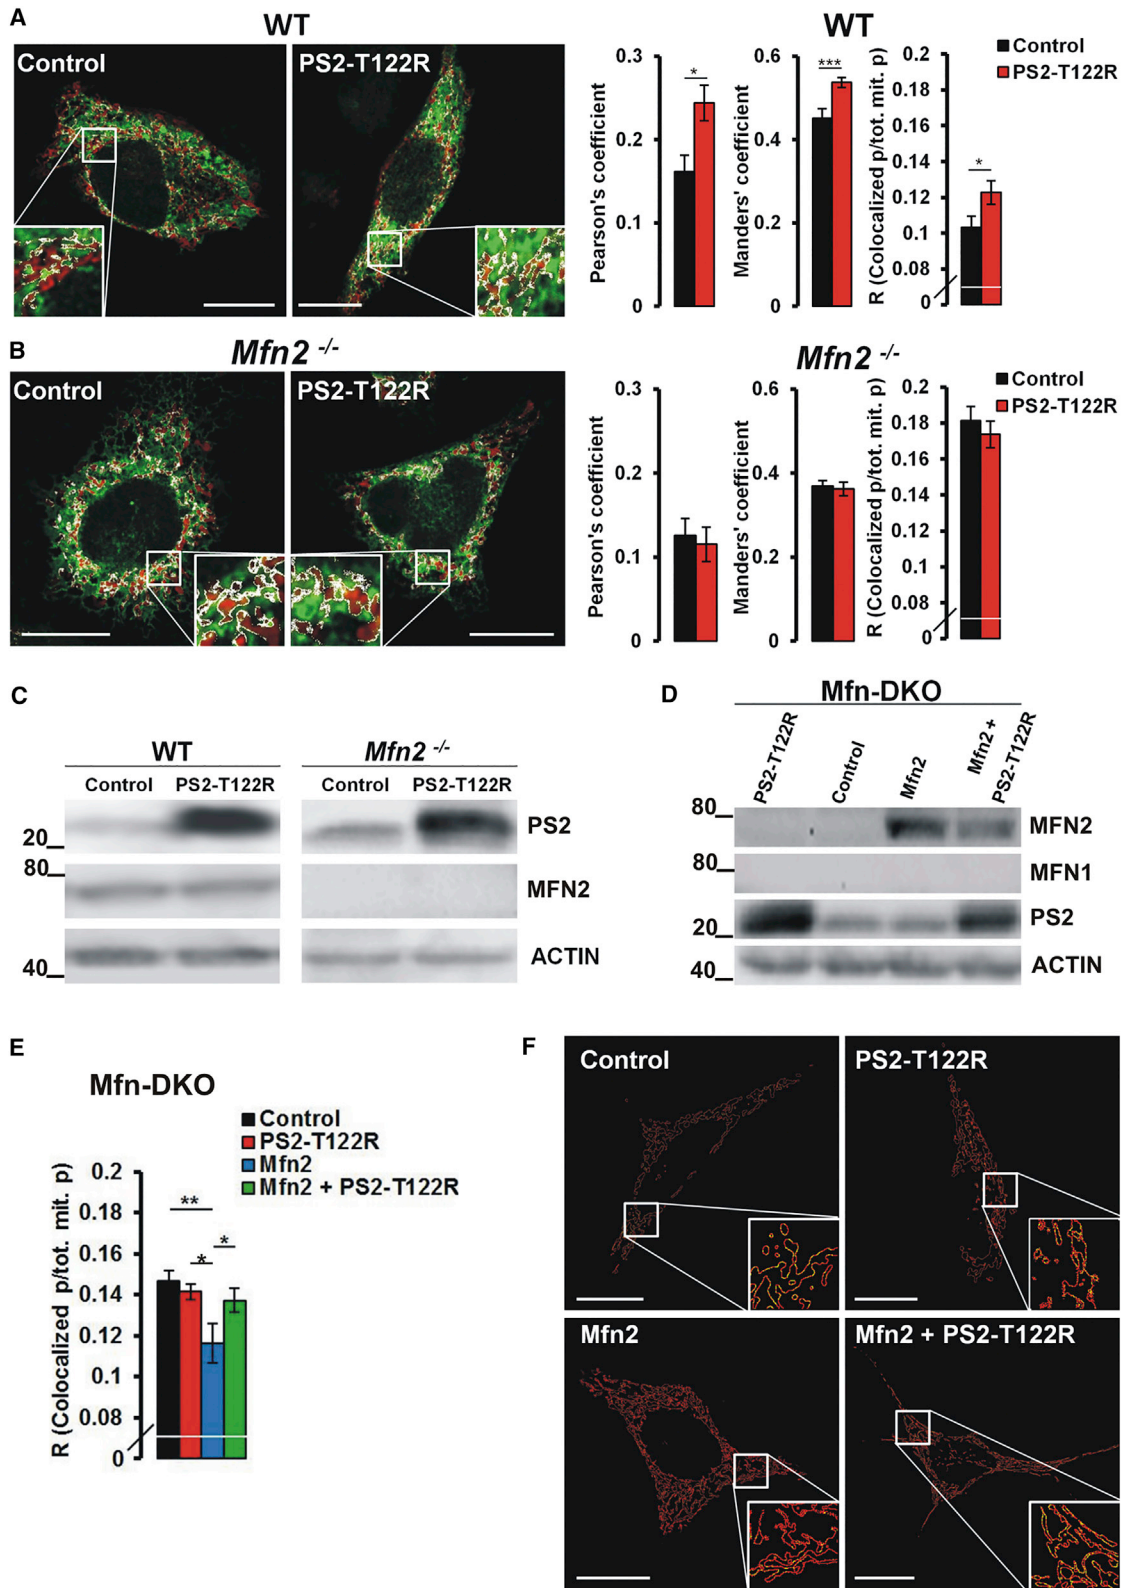 A
WT
Control
PS2-T122R
WT
Pearson's coefficient
0.3
0.2
0.1
0
*
Manders' coefficient
0.6
0.4
0.2
0
***
R (Colocalized p/tot. mit. p)
0.2
0.18
0.16
0.14
0.12
0.1
0.08
0
*
Control
PS2-T122R
B
Mfn2 -/-
Control
PS2-T122R
Mfn2 -/-
Pearson's coefficient
0.3
0.2
0.1
0
Manders' coefficient
0.6
0.4
0.2
0
R (Colocalized p/tot. mit. p)
0.2
0.18
0.16
0.14
0.12
0.1
0.08
0
Control
PS2-T122R
C
WT
Mfn2 -/-
Control PS2-T122R
Control PS2-T122R
20
PS2
80
MFN2
40
ACTIN
D
Mfn-DKO
PS2-T122R
Control
Mfn2
Mfn2 +
PS2-T122R
80
MFN2
80
MFN1
20
PS2
40
ACTIN
E
Mfn-DKO
Control
PS2-T122R
Mfn2
Mfn2 + PS2-T122R
R (Colocalized p/tot. mit. p)
0.2
0.18
0.16
0.14
0.12
0.1
0.08
0
**
*
*
F
Control
PS2-T122R
Mfn2
Mfn2 + PS2-T122R